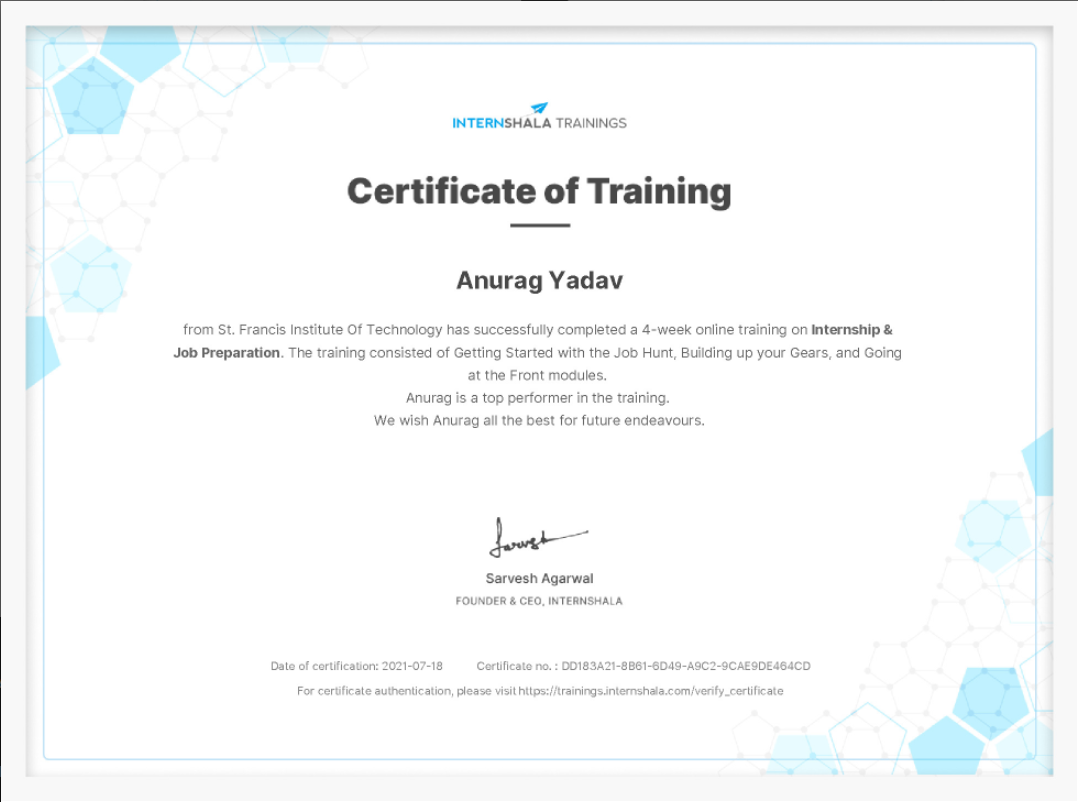 INTERNSHALA TRAININGS
Certificate of Training
Anurag Yadav
from St. Francis Institute Of Technology has successfully completed a 4-week online training on Internship &
Job Preparation. The training consisted of Getting Started with the Job Hunt, Building up your Gears, and Going
at the Front modules.
Anurag is a top performer in the training.
We wish Anurag all the best for future endeavours.
Sarvesh
Sarvesh Agarwal
FOUNDER & CEO, INTERNSHALA
Date of certification: 2021-07-18 Certificate no. : DD183A21-8B61-6D49-A9C2-9CAE9DE464CD
For certificate authentication, please visit https://trainings.internshala.com/verify_certificate